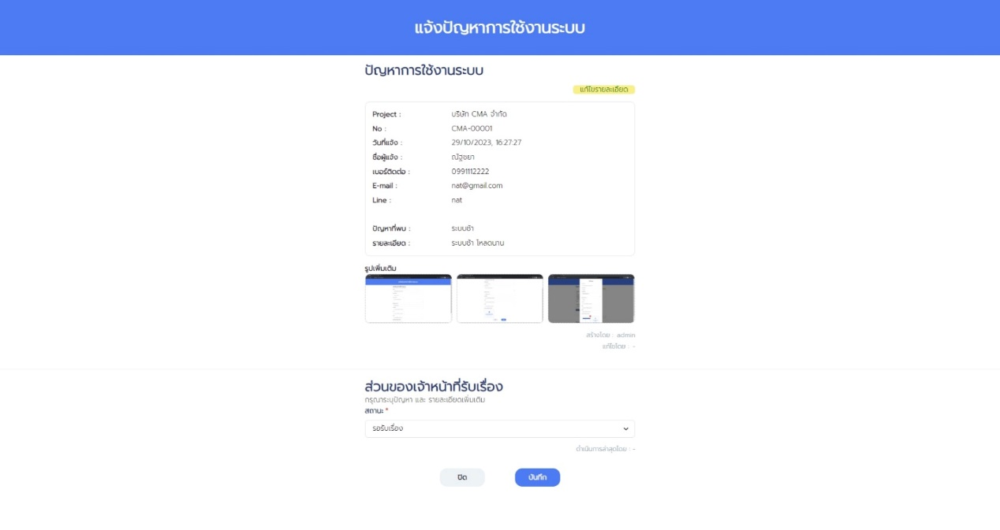 แจ้งปัญหาการใช้งานระบบ
ปัญหาการใช้งานระบบ
แก้ไขรายละเอียด
Project : บริษัท CMA จำกัด
No : CMA-00001
วันที่แจ้ง : 29/10/2023, 16:27:27
ชื่อผู้แจ้ง : ณัฐชยา
เบอร์ติดต่อ : 0991112222
E-mail : nat@gmail.com
Line : nat
ปัญหาที่พบ : ระบบช้า
รายละเอียด : ระบบช้า โหลดนาน
รูปเพิ่มเติม
สร้างโดย : admin
แก้ไขโดย : -
ส่วนของเจ้าหน้าที่รับเรื่อง
กรุณาระบุปัญหา และ รายละเอียดเพิ่มเติม
สถานะ *
รอรับเรื่อง
ดำเนินการล่าสุดโดย : -
ปิด บันทึก